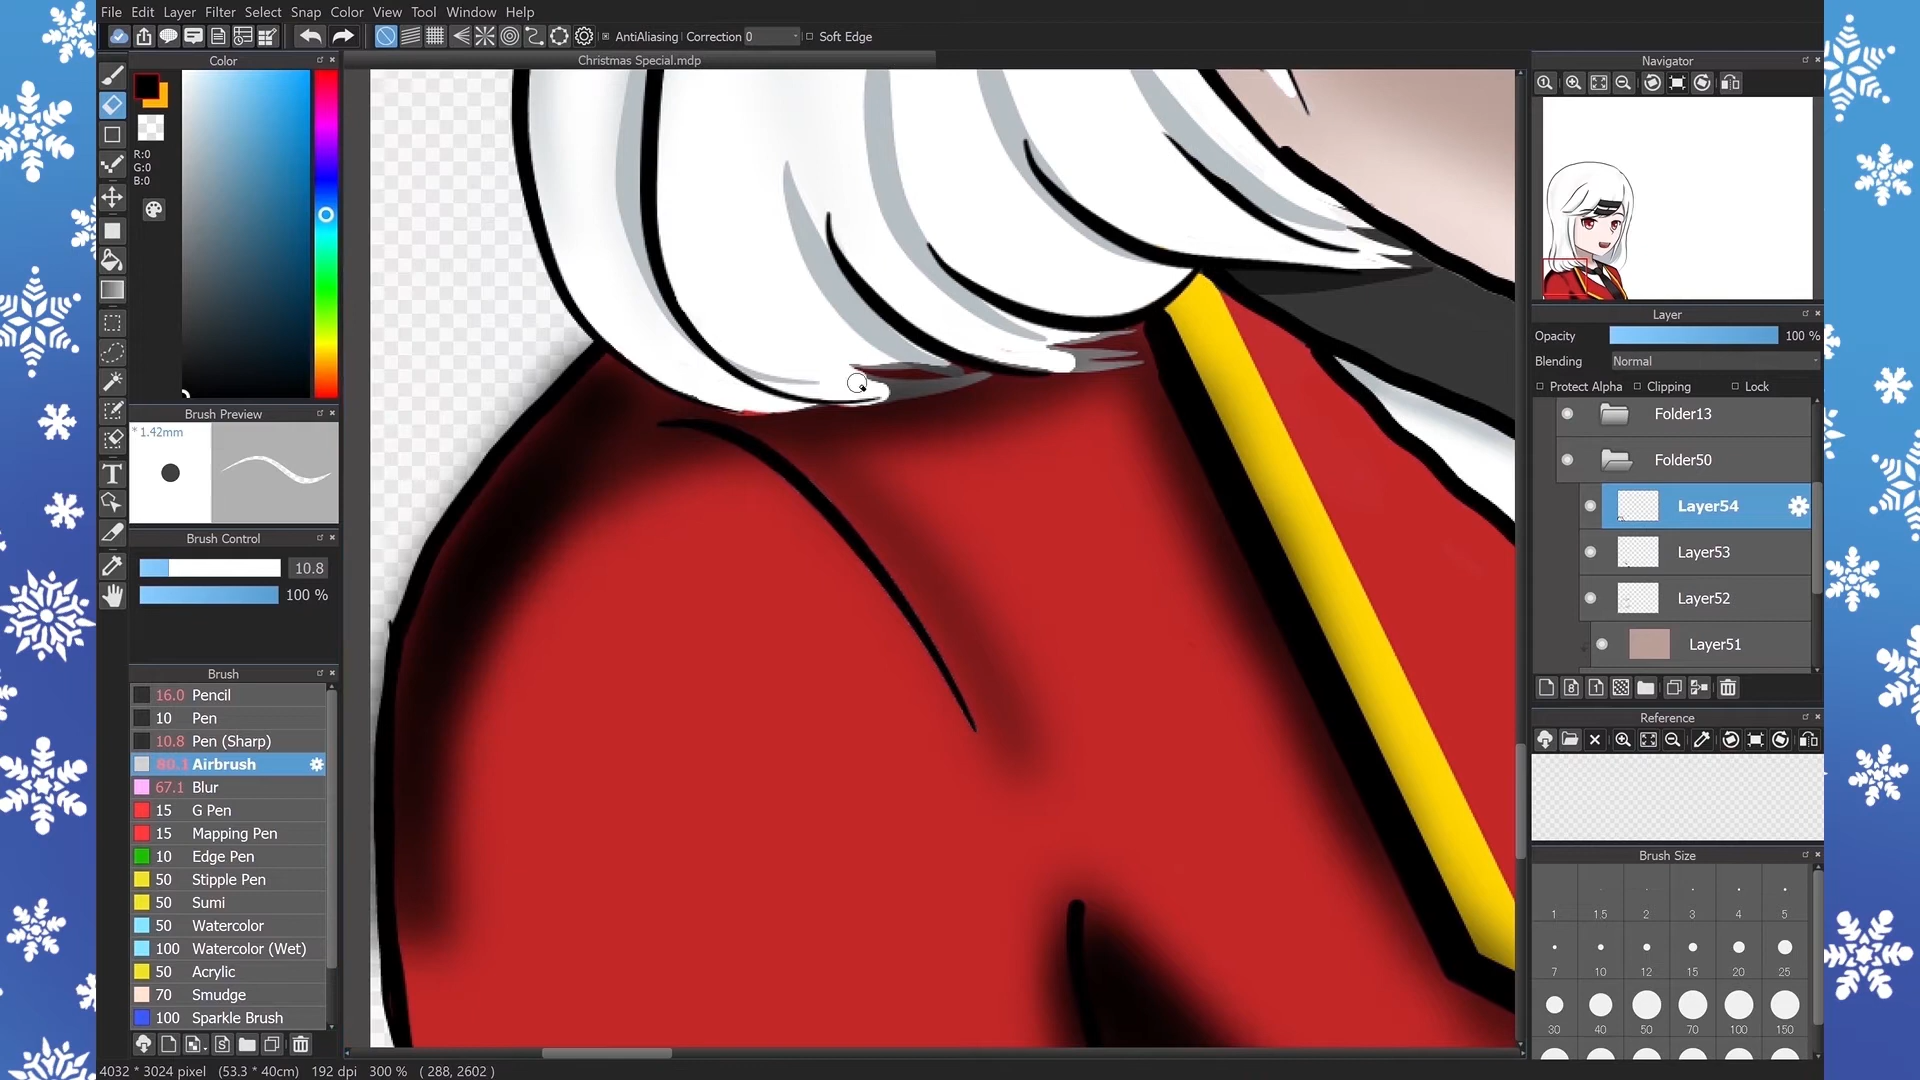 File Edit Layer Filter Select Snap Color View Tool Window Help
AntiAliasing Correction 0 Soft Edge
Christmas Special.mdp
Color
R:0
G:0
B:0
Brush Preview
* 1.42mm
Brush Control
10.8
100 %
Brush
16.0 Pencil
10 Pen
10.8 Pen (Sharp)
80.1 Airbrush
67.1 Blur
15 G Pen
15 Mapping Pen
10 Edge Pen
50 Stipple Pen
50 Sumi
50 Watercolor
100 Watercolor (Wet)
50 Acrylic
70 Smudge
100 Sparkle Brush
4032 * 3024 pixel (53.3 * 40cm) 192 dpi 300 % ( 288, 2602 )
Navigator
Layer
Opacity 100 %
Blending Normal
Protect Alpha Clipping Lock
Folder13
Folder50
Layer54
Layer53
Layer52
Layer51
Reference
Brush Size
1 1.5 2 3 4 5
7 10 12 15 20 25
30 40 50 70 100 150